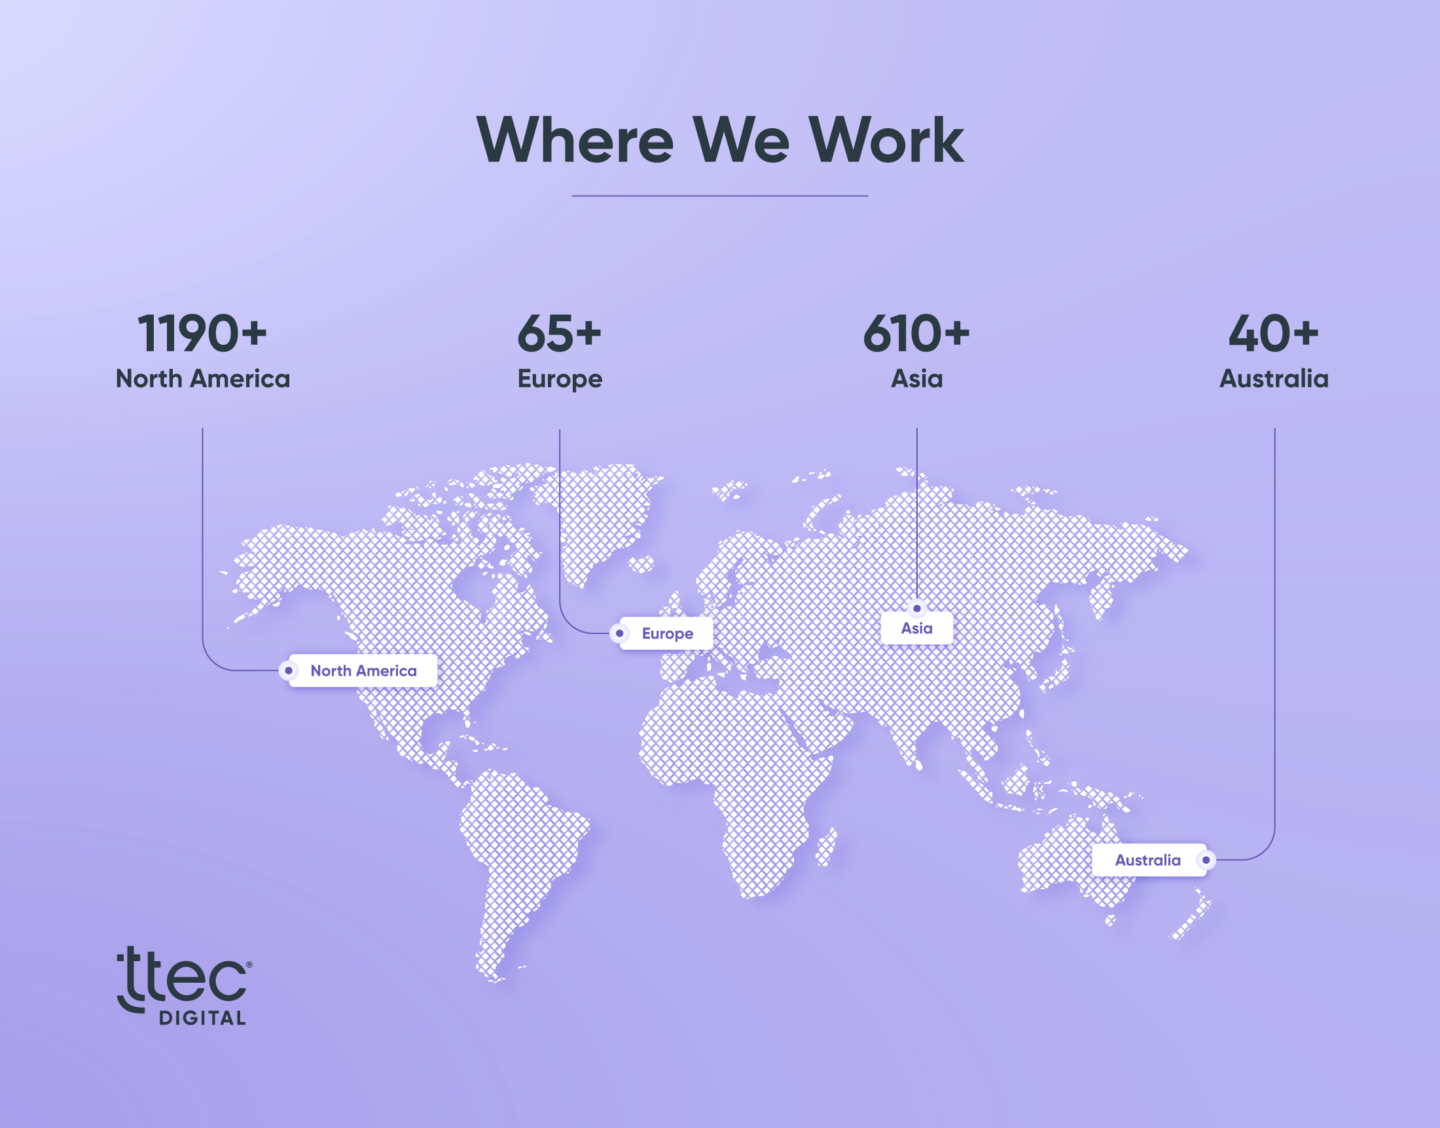 Where We Work
1190+
North America
65+
Europe
610+
Asia
40+
Australia
Europe
Asia
North America
Australia
ttec®
DIGITAL